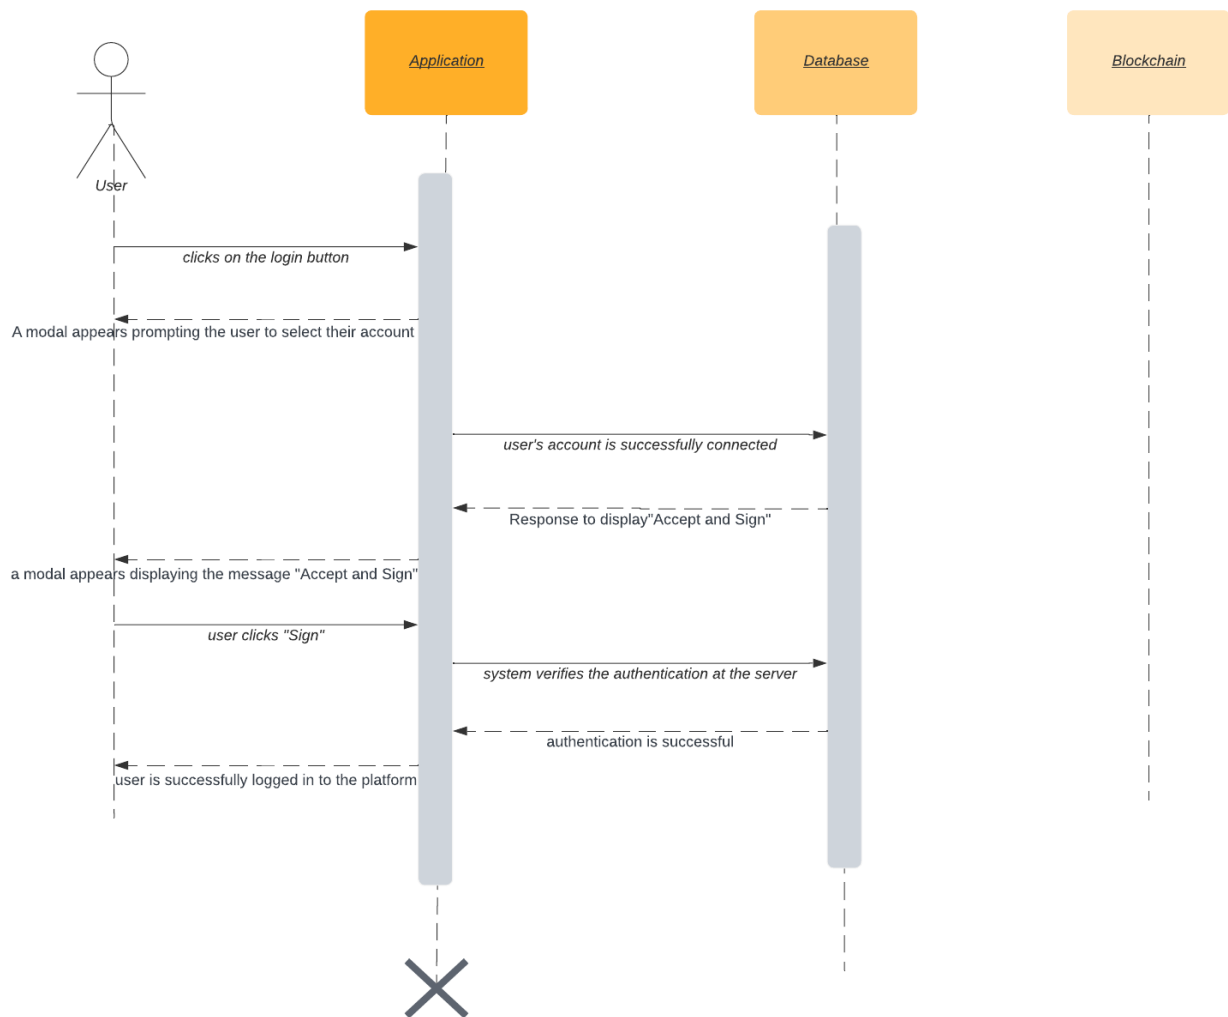 Application
Database
Blockchain
User
clicks on the login button
A modal appears prompting the user to select their account
user's account is successfully connected
Response to display"Accept and Sign"
a modal appears displaying the message "Accept and Sign"
user clicks "Sign"
system verifies the authentication at the server
authentication is successful
user is successfully logged in to the platform